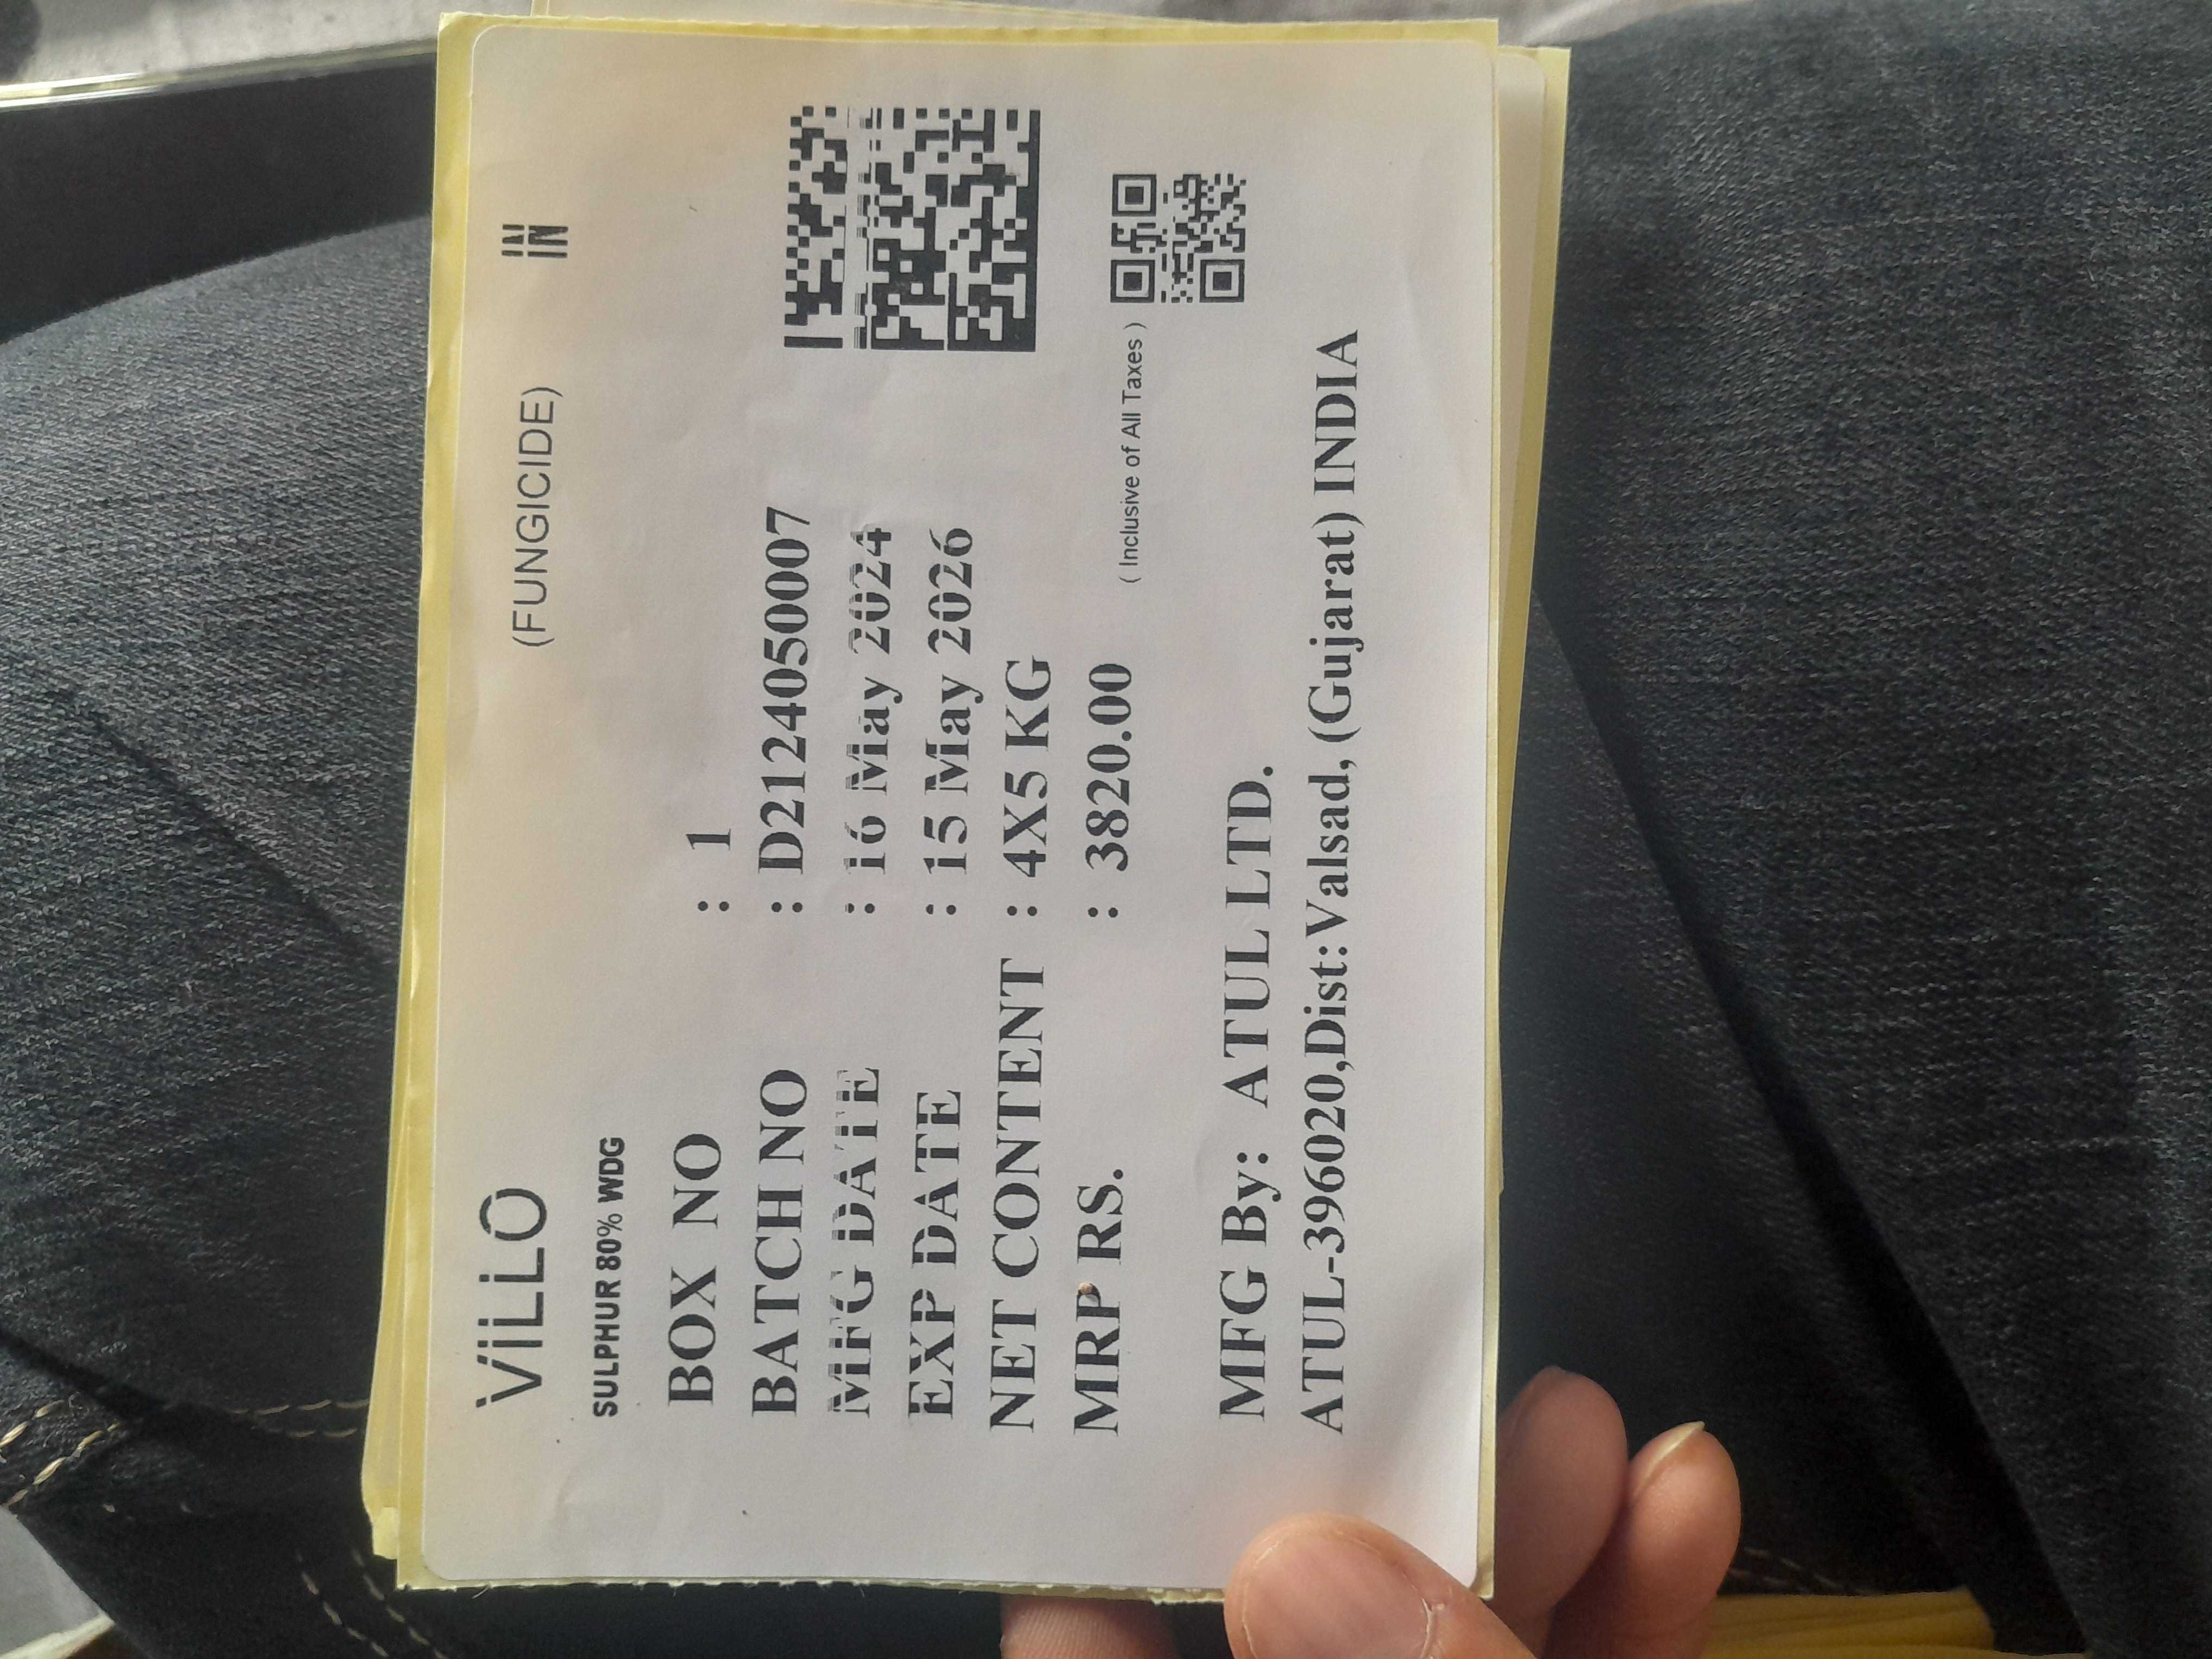 ViLLO (FUNGICIDE) IN
SULPHUR 80% WDG
BOX NO : 1
BATCH NO : D2124050007
MFG DATE : 16 May 2024
EXP DATE : 15 May 2026
NET CONTENT : 4X5 KG
MRP RS. : 3820.00 ( Inclusive of All Taxes )
MFG By: ATUL LTD.
ATUL-396020,Dist:Valsad, (Gujarat) INDIA